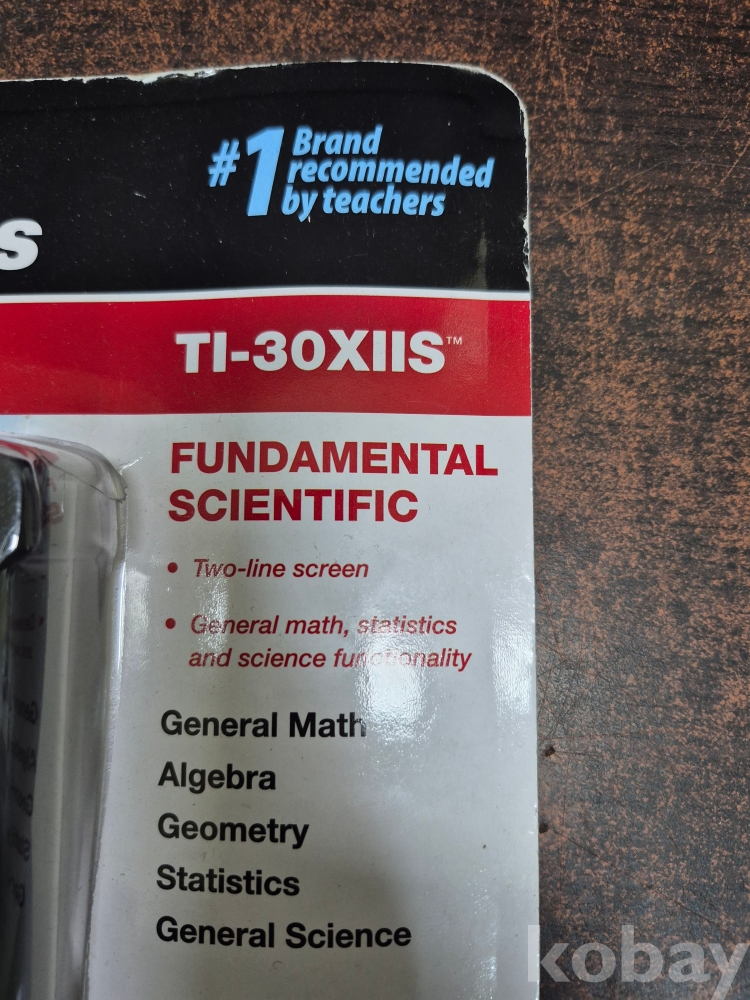 #1 Brand
recommended
by teachers
s
TI-30XIIS™
FUNDAMENTAL
SCIENTIFIC
• Two-line screen
• General math, statistics
and science functionality
General Math
Algebra
Geometry
Statistics
General Science
kobay